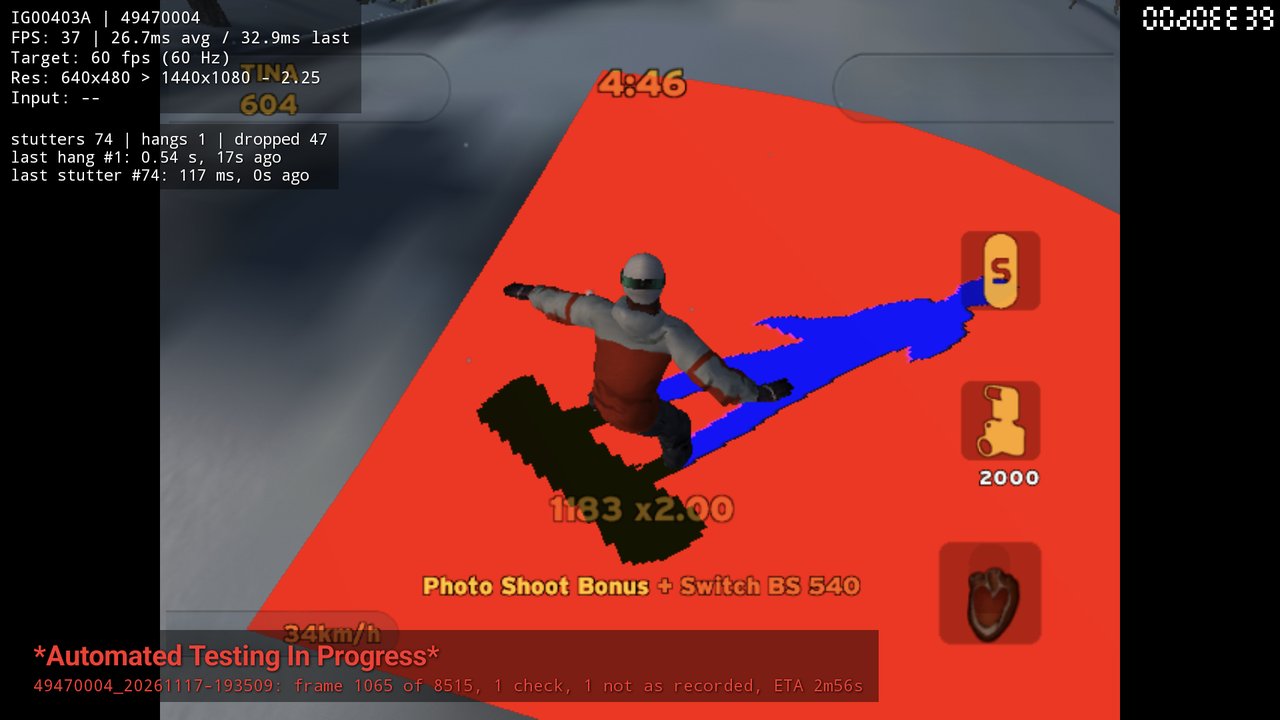 IG00403A | 49470004
FPS: 37 | 26.7ms avg / 32.9ms last
Target: 60 fps (60 Hz)
Res: 640x480 > 1440x1080 - 2.25
Input: --
stutters 74 | hangs 1 | dropped 47
last hang #1: 0.54 s, 17s ago
last stutter #74: 117 ms, 0s ago
TINA
604
4:46
S
2000
1183 x2.00
Photo Shoot Bonus + Switch BS 540
34km/h
*Automated Testing In Progress*
49470004_20261117-193509: frame 1065 of 8515, 1 check, 1 not as recorded, ETA 2m56s